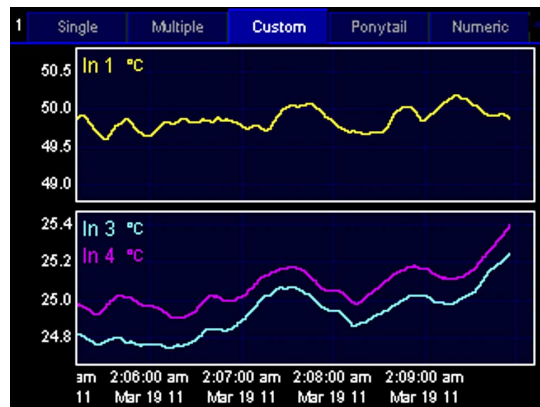 1 Single Multiple Custom Ponytail Numeric
In 1 °C
50.5
50.0
49.5
49.0
In 3 °C
In 4 °C
25.4
25.2
25.0
24.8
am 2:06:00 am 2:07:00 am 2:08:00 am 2:09:00 am
11 Mar 19 11 Mar 19 11 Mar 19 11 Mar 19 11